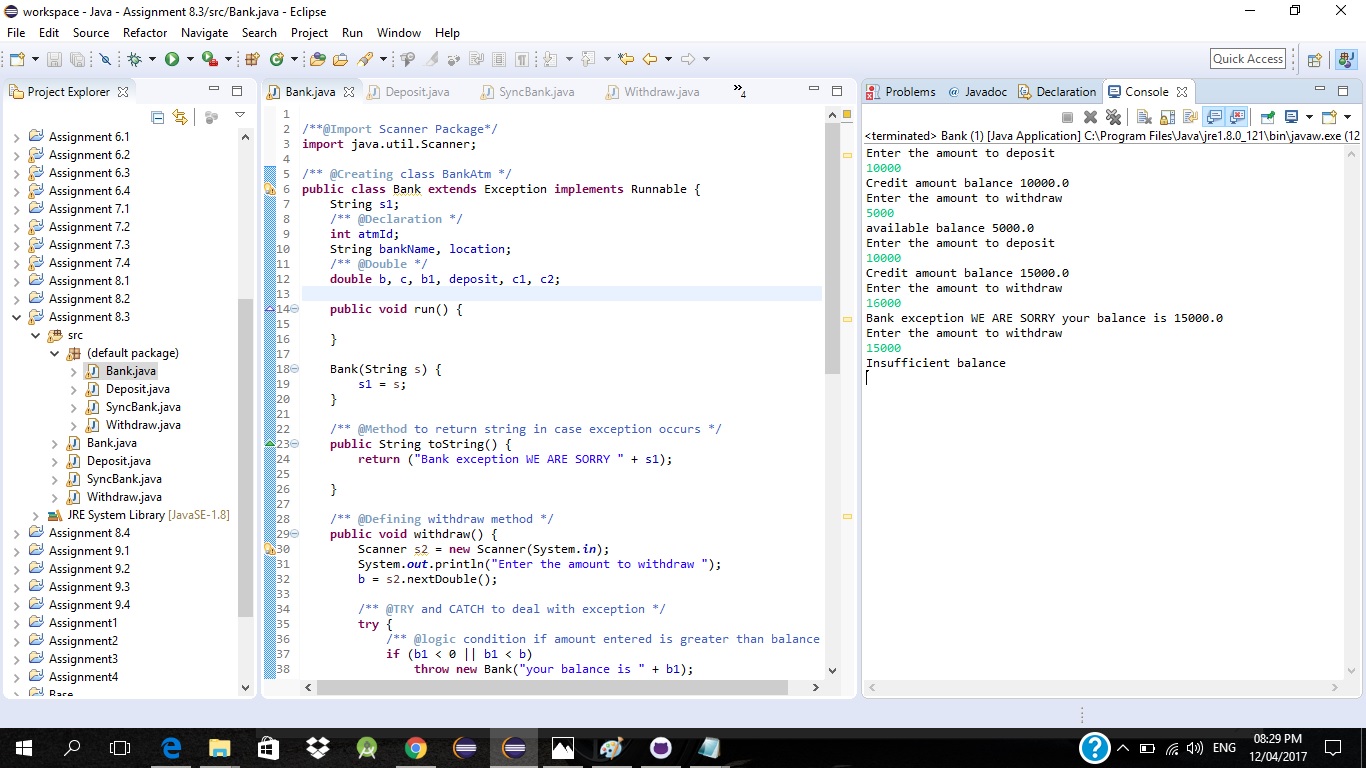 workspace - Java - Assignment 8.3/src/Bank.java - Eclipse
File Edit Source Refactor Navigate Search Project Run Window Help
Quick Access
Project Explorer
Assignment 6.1
Assignment 6.2
Assignment 6.3
Assignment 6.4
Assignment 7.1
Assignment 7.2
Assignment 7.3
Assignment 7.4
Assignment 8.1
Assignment 8.2
Assignment 8.3
src
(default package)
Bank.java
Deposit.java
SyncBank.java
Withdraw.java
Bank.java
Deposit.java
SyncBank.java
Withdraw.java
JRE System Library [JavaSE-1.8]
Assignment 8.4
Assignment 9.1
Assignment 9.2
Assignment 9.3
Assignment 9.4
Assignment1
Assignment2
Assignment3
Assignment4
Base
Bank.java Deposit.java SyncBank.java Withdraw.java »4
1
2 /**@Import Scanner Package*/
3 import java.util.Scanner;
4
5 /** @Creating class BankAtm */
6 public class Bank extends Exception implements Runnable {
7 String s1;
8 /** @Declaration */
9 int atmId;
10 String bankName, location;
11 /** @Double */
12 double b, c, b1, deposit, c1, c2;
13
14 public void run() {
15
16 }
17
18 Bank(String s) {
19 s1 = s;
20 }
21
22 /** @Method to return string in case exception occurs */
23 public String toString() {
24 return ("Bank exception WE ARE SORRY " + s1);
25
26 }
27
28 /** @Defining withdraw method */
29 public void withdraw() {
30 Scanner s2 = new Scanner(System.in);
31 System.out.println("Enter the amount to withdraw ");
32 b = s2.nextDouble();
33
34 /** @TRY and CATCH to deal with exception */
35 try {
36 /** @logic condition if amount entered is greater than balance
37 if (b1 < 0 || b1 < b)
38 throw new Bank("your balance is " + b1);
Problems @ Javadoc Declaration Console
<terminated> Bank (1) [Java Application] C:\Program Files\Java\jre1.8.0_121\bin\javaw.exe (12
Enter the amount to deposit
10000
Credit amount balance 10000.0
Enter the amount to withdraw
5000
available balance 5000.0
Enter the amount to deposit
10000
Credit amount balance 15000.0
Enter the amount to withdraw
16000
Bank exception WE ARE SORRY your balance is 15000.0
Enter the amount to withdraw
15000
Insufficient balance
ENG
08:29 PM
12/04/2017